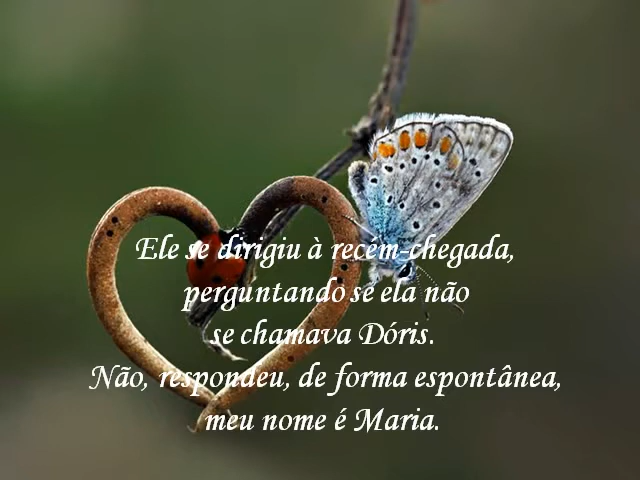 Ele se dirigiu à recém-chegada,
perguntando se ela não
se chamava Dóris.
Não, respondeu, de forma espontânea,
meu nome é Maria.